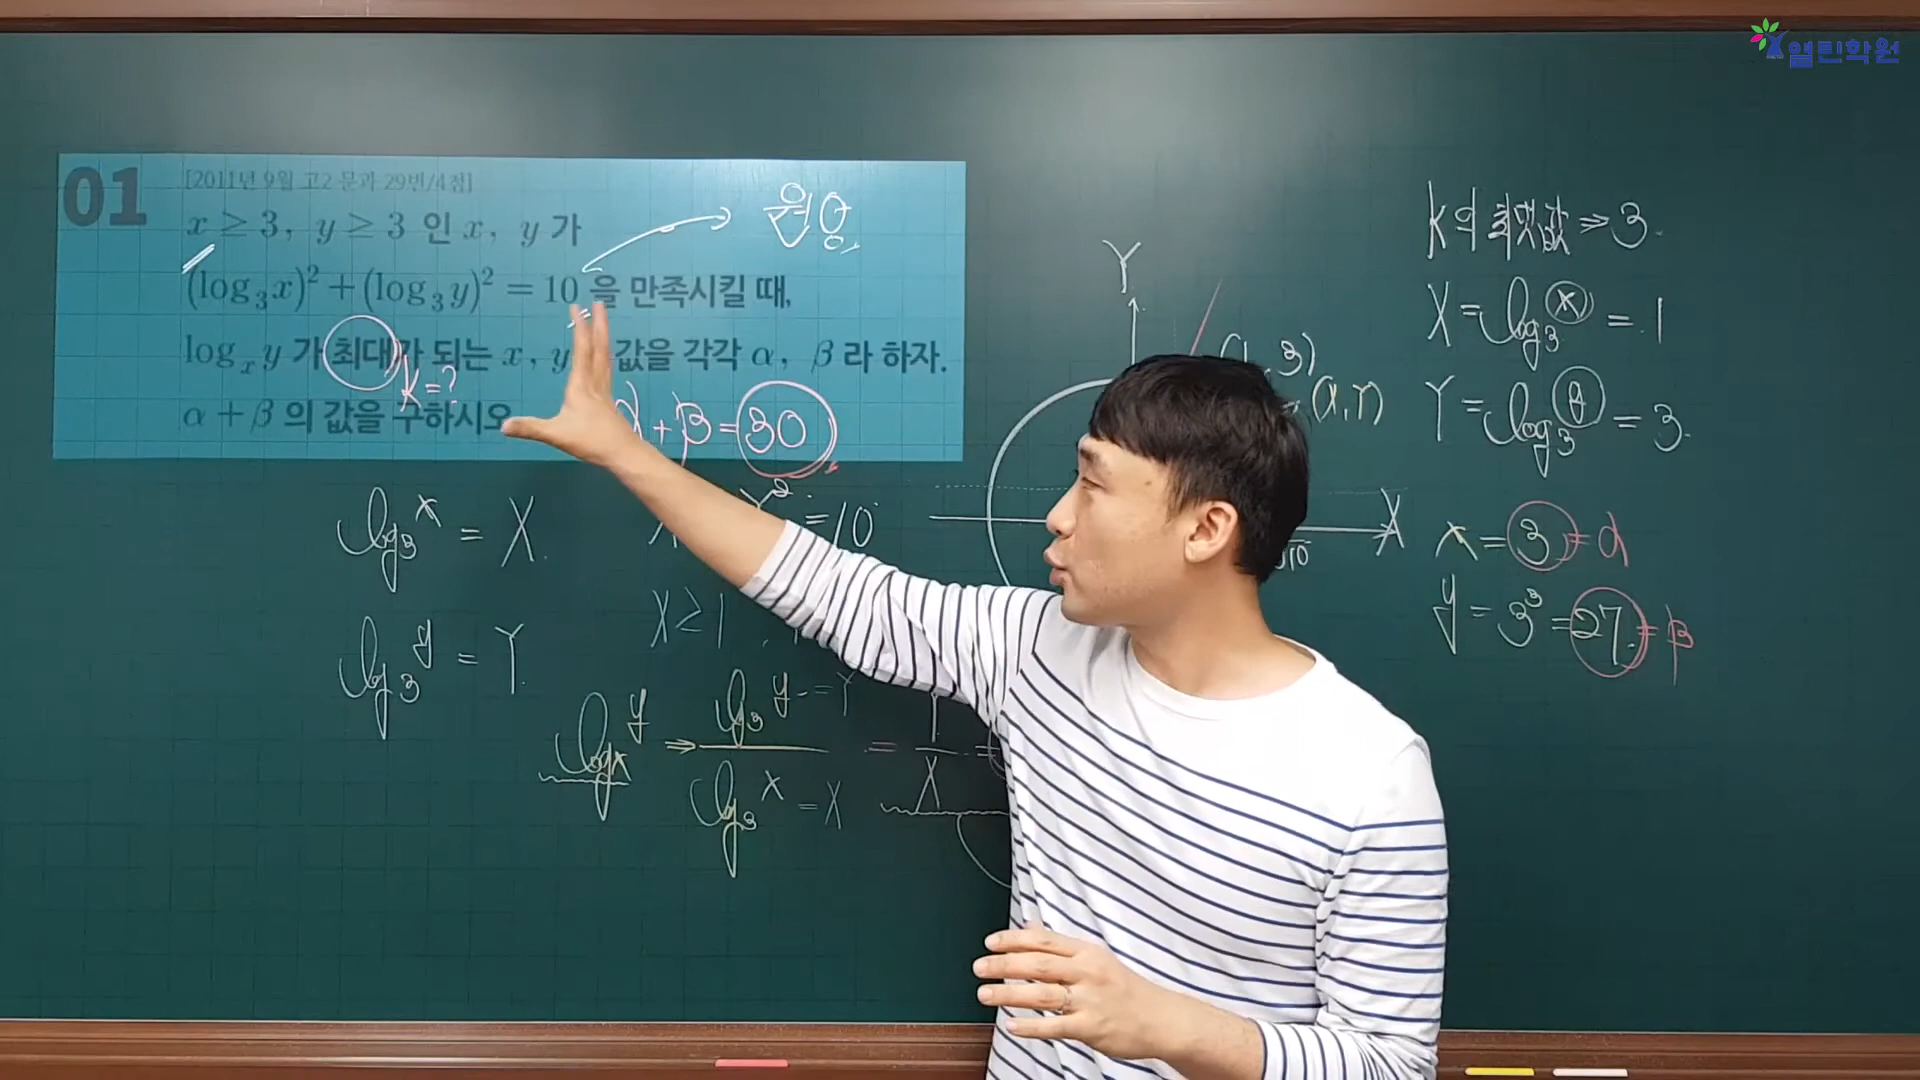 열린학원
01
[2011년 9월 고2 문과 29번/4점]
x ≥ 3, y ≥ 3 인 x, y 가
(log₃x)² + (log₃y)² = 10 을 만족시킬 때,
logₓy 가 최대가 되는 x, y 값을 각각 α, β 라 하자.
α + β 의 값을 구하시오
k=?
α+β=30
log₃x = X.
log₃y = Y.
Y² = 10
X ≥ 1
logₓy ⇒ log₃y = Y / log₃x = X = Y / X =
Y
(1, 3)
= (X, Y)
X
√10
k의 최댓값 ⇒ 3.
X = log₃x = 1
Y = log₃y = 3.
x = 3 = α
y = 3³ = 27. = β